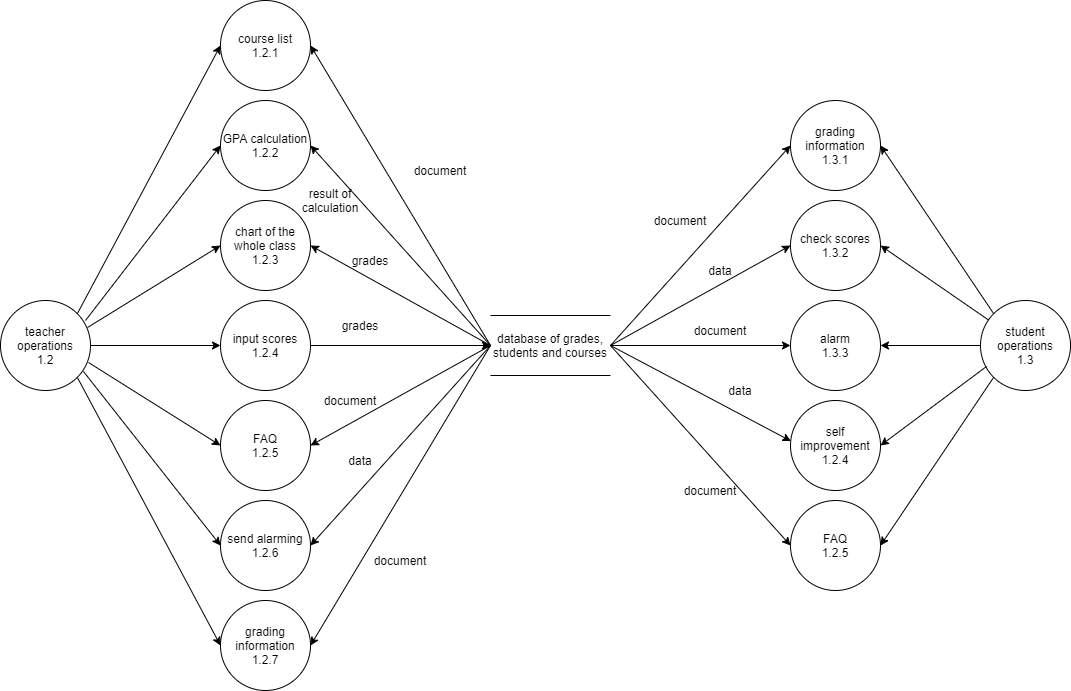 course list
1.2.1
GPA calculation
1.2.2
document
result of
calculation
chart of the
whole class
1.2.3
grades
teacher
operations
1.2
input scores
1.2.4
grades
database of grades,
students and courses
FAQ
1.2.5
document
send alarming
1.2.6
data
grading
information
1.2.7
document
grading
information
1.3.1
document
check scores
1.3.2
data
alarm
1.3.3
document
student
operations
1.3
self
improvement
1.2.4
data
FAQ
1.2.5
document